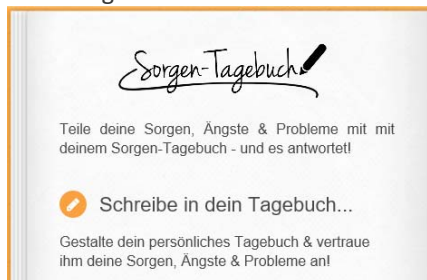 Sorgen-Tagebuch
Teile deine Sorgen, Ängste & Probleme mit mit
deinem Sorgen-Tagebuch - und es antwortet!
Schreibe in dein Tagebuch...
Gestalte dein persönliches Tagebuch & vertraue
ihm deine Sorgen, Ängste & Probleme an!